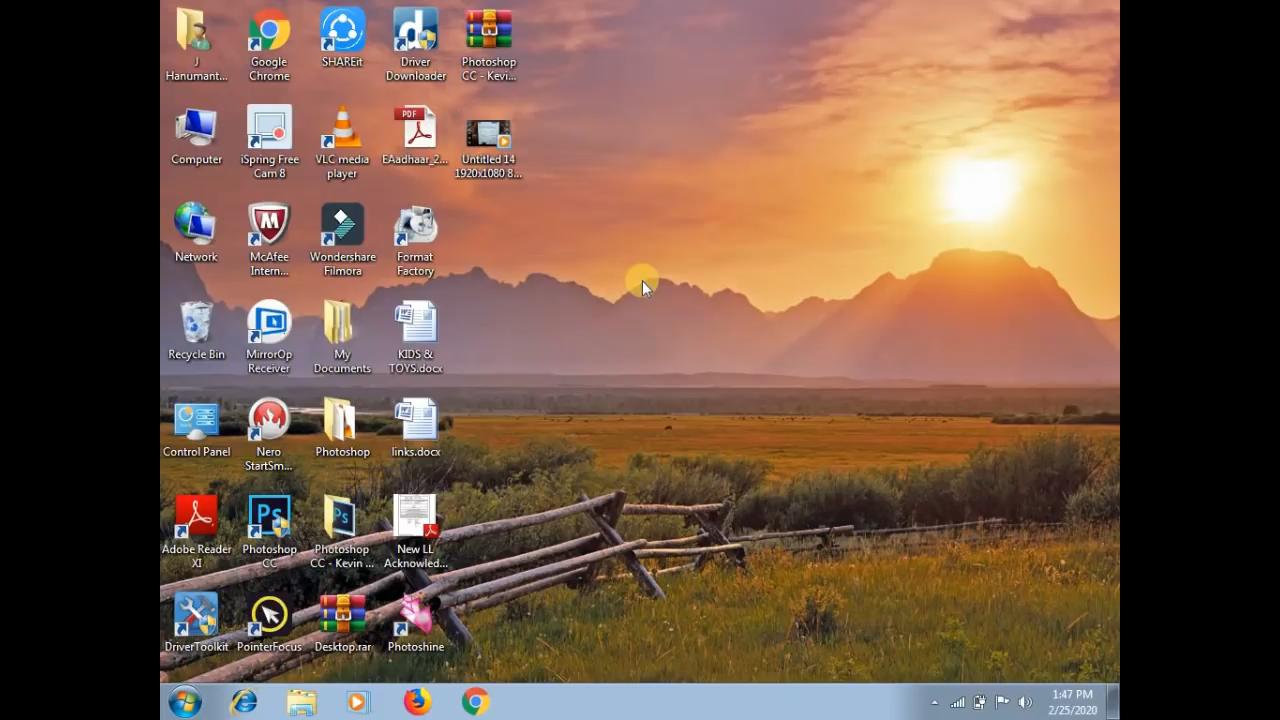 J
Hanumant...
Google
Chrome
SHAREit
Driver
Downloader
Photoshop
CC - Kevi...
Computer
iSpring Free
Cam 8
VLC media
player
PDF
EAadhaar_2...
Untitled 14
1920x1080 8...
Network
McAfee
Intern...
Wondershare
Filmora
Format
Factory
Recycle Bin
MirrorOp
Receiver
My
Documents
KIDS &
TOYS.docx
Control Panel
Nero
StartSm...
Photoshop
links.docx
Ps
Ps
Adobe Reader
XI
Photoshop
CC
Photoshop
CC - Kevin ...
New LL
Acknowled...
DriverToolkit
PointerFocus
Desktop.rar
Photoshine
1:47 PM
2/25/2020